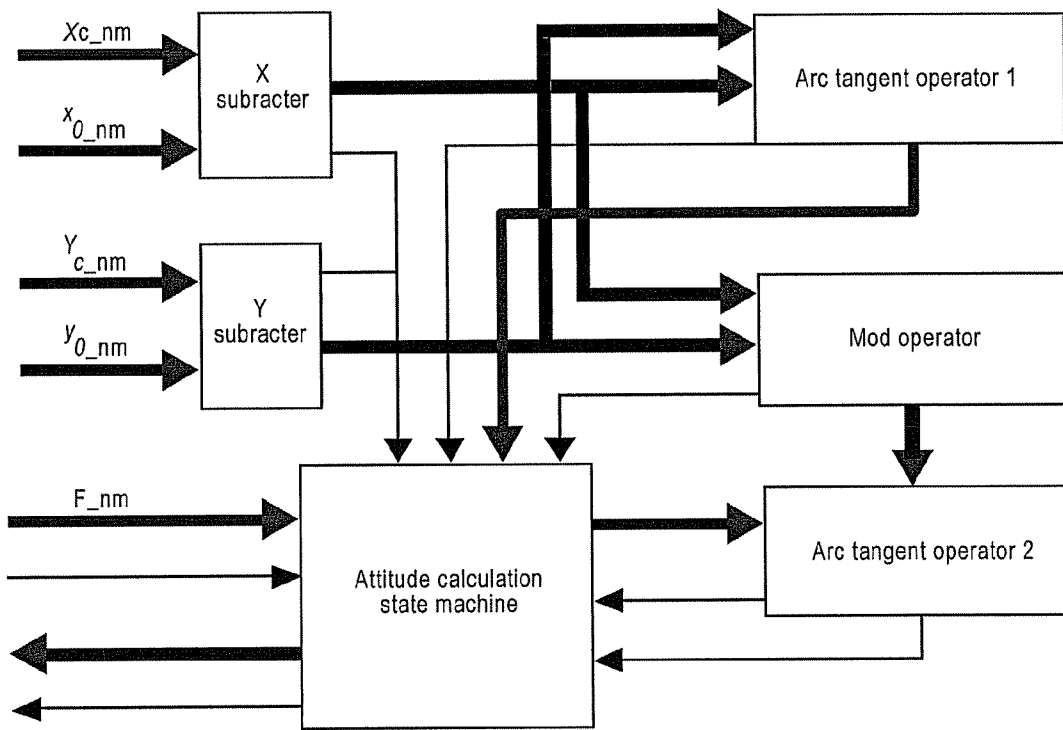 Xc_nm
X
subracter
Arc tangent operator 1
x0_nm
Yc_nm
Y
subracter
y0_nm
Mod operator
F_nm
Attitude calculation
state machine
Arc tangent operator 2